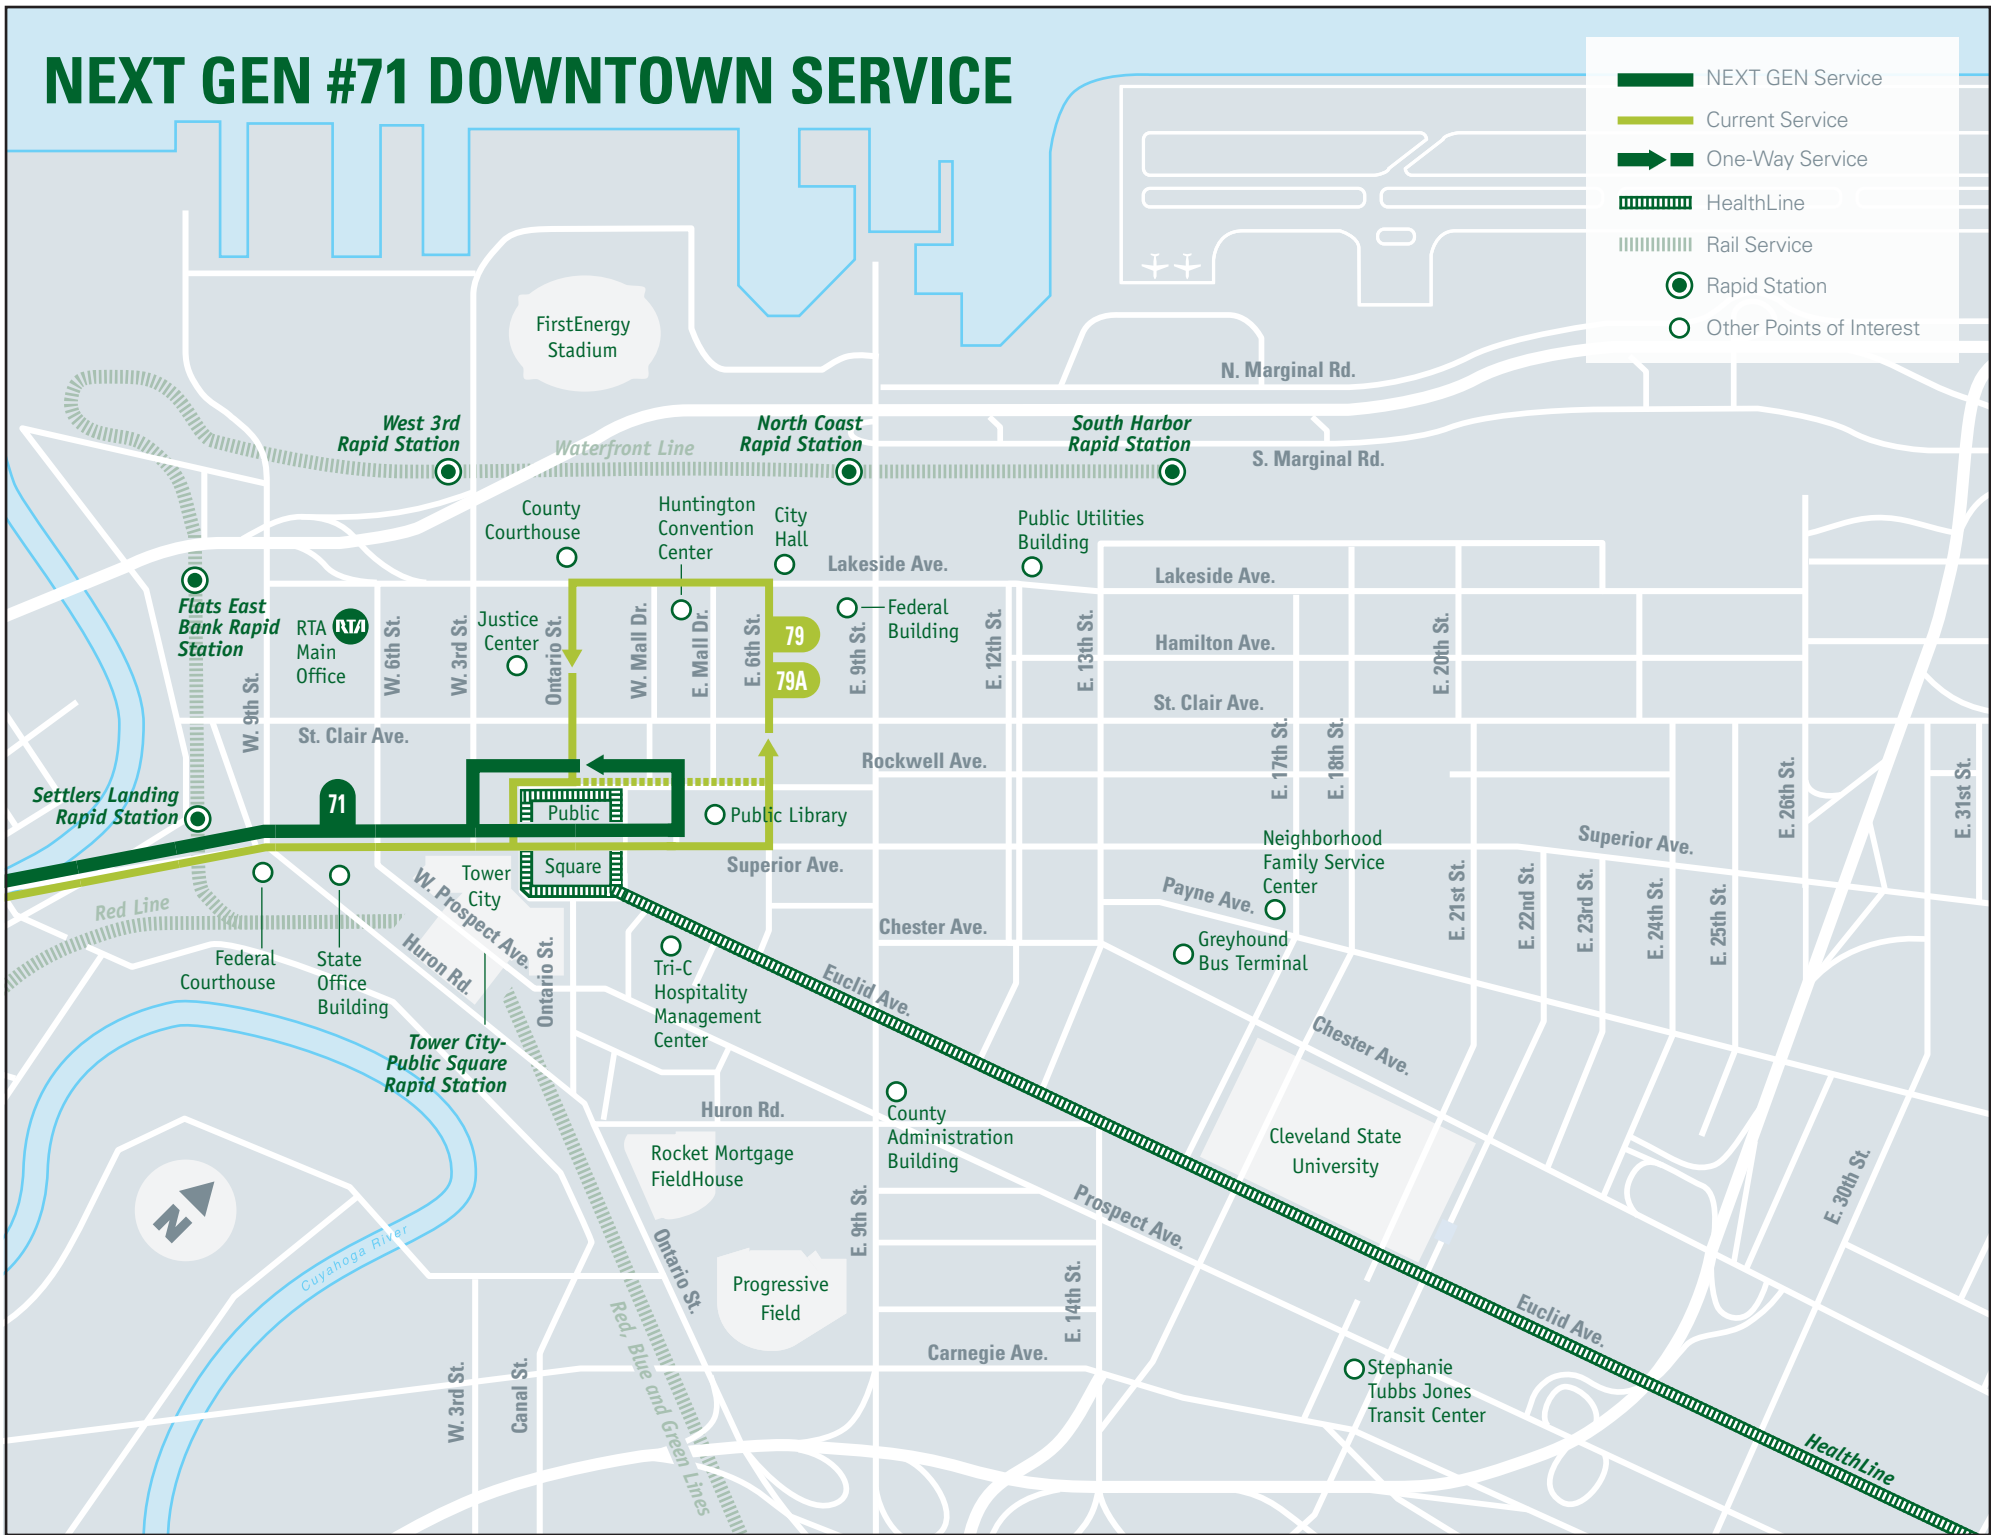 NEXT GEN #71 DOWNTOWN SERVICE
NEXT GEN Service
Current Service
One-Way Service
HealthLine
Rail Service
Rapid Station
Other Points of Interest
FirstEnergy
Stadium
N. Marginal Rd.
West 3rd
Rapid Station
Waterfront Line
North Coast
Rapid Station
South Harbor
Rapid Station
S. Marginal Rd.
County
Courthouse
Huntington
Convention
Center
City
Hall
Public Utilities
Building
Lakeside Ave.
Lakeside Ave.
Flats East
Bank Rapid
Station
RTA
Main
Office
RTA
W. 6th St.
W. 3rd St.
Justice
Center
Ontario St.
W. Mall Dr.
E. Mall Dr.
E. 6th St.
79
79A
E. 9th St.
Federal
Building
E. 12th St.
E. 13th St.
Hamilton Ave.
E. 20th St.
W. 9th St.
St. Clair Ave.
St. Clair Ave.
Rockwell Ave.
E. 17th St.
E. 18th St.
E. 26th St.
E. 31st St.
Settlers Landing
Rapid Station
71
Public
Square
Public Library
Superior Ave.
Superior Ave.
Neighborhood
Family Service
Center
Payne Ave.
E. 21st St.
E. 22nd St.
E. 23rd St.
E. 24th St.
E. 25th St.
Tower
City
W. Prospect Ave.
Huron Rd.
Red Line
Federal
Courthouse
State
Office
Building
Ontario St.
Tri-C
Hospitality
Management
Center
Chester Ave.
Euclid Ave.
Greyhound
Bus Terminal
Chester Ave.
Tower City-
Public Square
Rapid Station
Huron Rd.
County
Administration
Building
Rocket Mortgage
FieldHouse
Cleveland State
University
E. 30th St.
N
Cuyahoga River
Ontario St.
E. 9th St.
Prospect Ave.
Progressive
Field
E. 14th St.
Euclid Ave.
Red, Blue and Green Lines
Carnegie Ave.
W. 3rd St.
Canal St.
Stephanie
Tubbs Jones
Transit Center
HealthLine